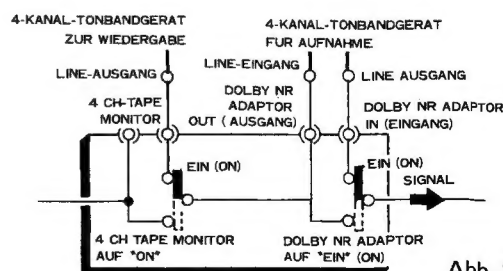 4-KANAL-TONBANDGERAT
ZUR WIEDERGABE
4-KANAL-TONBANDGERAT
FUR AUFNAHME
LINE-AUSGANG
LINE-EINGANG
LINE AUSGANG
4 CH-TAPE
MONITOR
DOLBY NR
ADAPTOR
OUT (AUSGANG)
DOLBY NR ADAPTOR
IN (EINGANG)
EIN (ON)
EIN (ON)
SIGNAL
4 CH TAPE MONITOR
AUF "ON"
DOLBY NR ADAPTOR
AUF "EIN" (ON)
Abb.